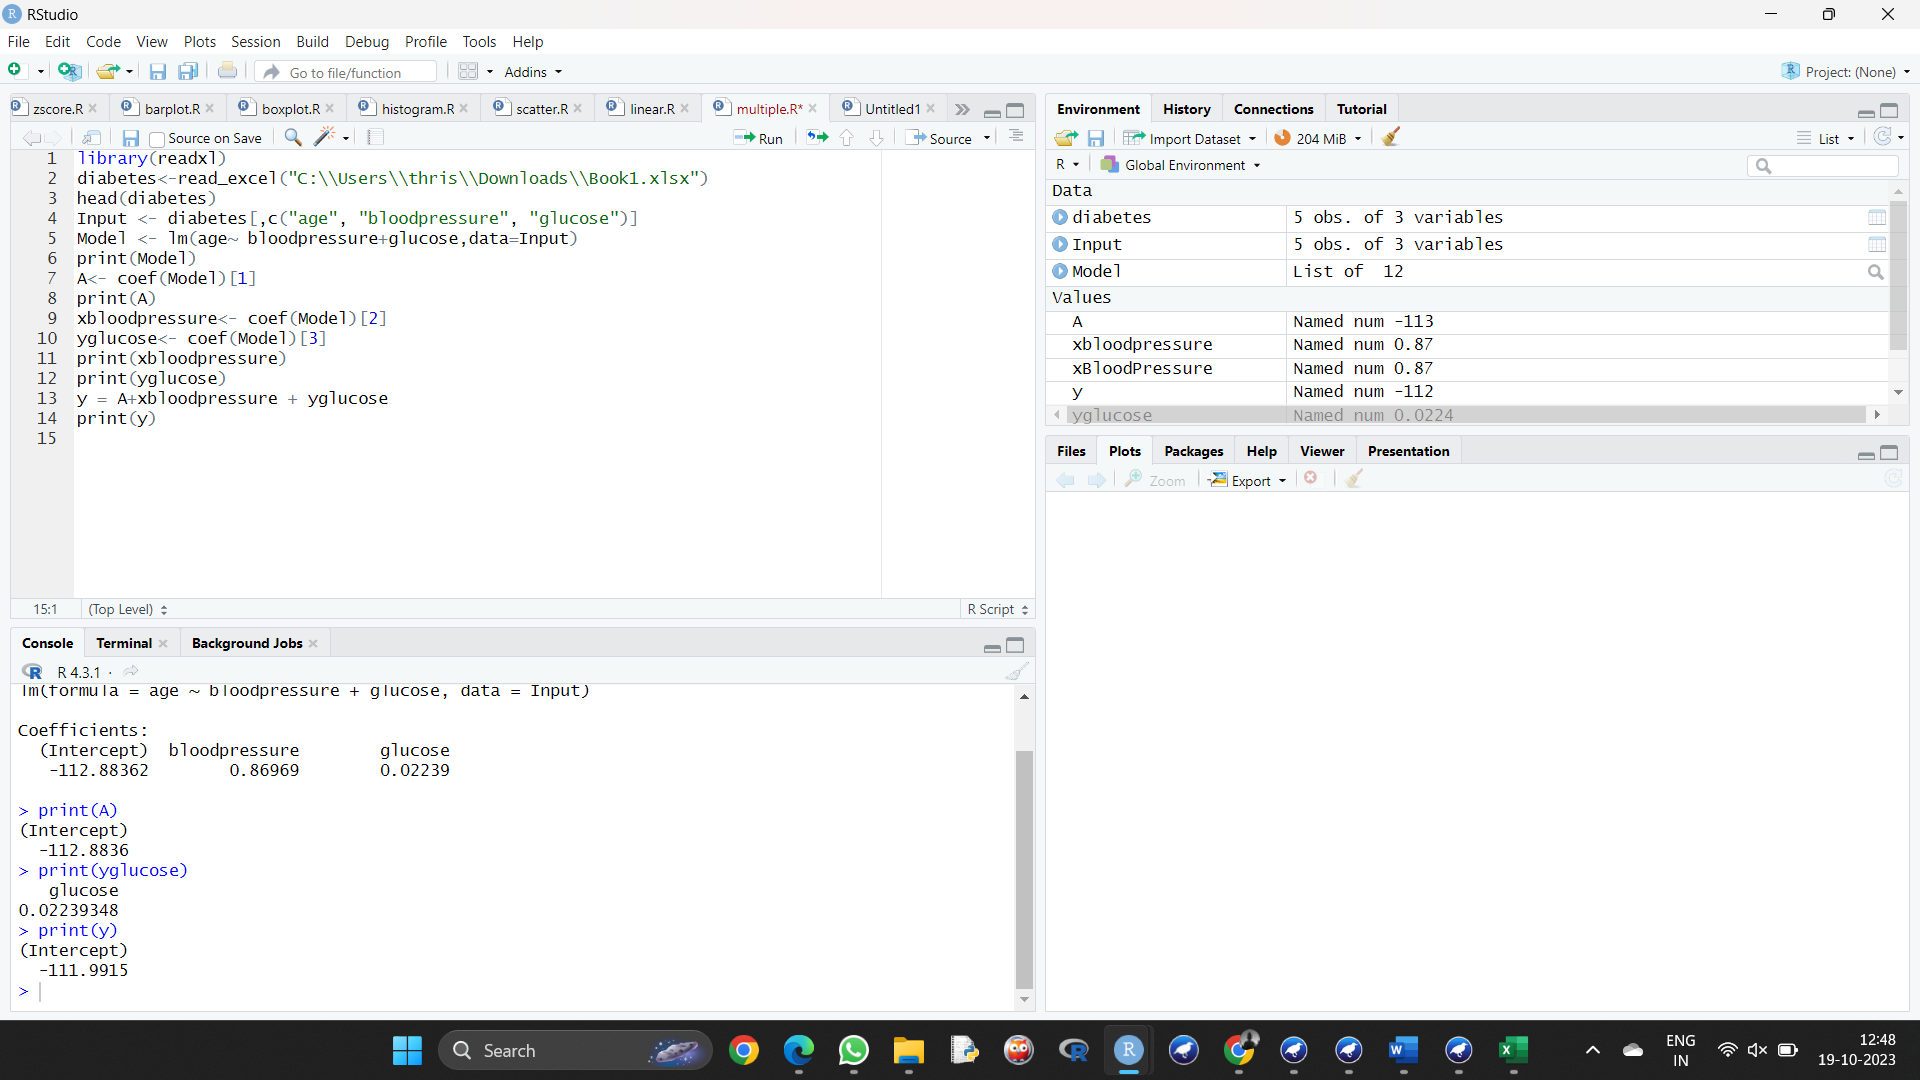 RStudio
File Edit Code View Plots Session Build Debug Profile Tools Help
Go to file/function Addins Project: (None)
zscore.R barplot.R boxplot.R histogram.R scatter.R linear.R multiple.R* Untitled1
Source on Save Run Source
1 library(readxl)
2 diabetes<-read_excel("C:\\Users\\thris\\Downloads\\Book1.xlsx")
3 head(diabetes)
4 Input <- diabetes[,c("age", "bloodpressure", "glucose")]
5 Model <- lm(age~ bloodpressure+glucose,data=Input)
6 print(Model)
7 A<- coef(Model)[1]
8 print(A)
9 xbloodpressure<- coef(Model)[2]
10 yglucose<- coef(Model)[3]
11 print(xbloodpressure)
12 print(yglucose)
13 y = A+xbloodpressure + yglucose
14 print(y)
15
15:1 (Top Level) R Script
Console Terminal Background Jobs
R 4.3.1 ·
lm(formula = age ~ bloodpressure + glucose, data = Input)
Coefficients:
(Intercept) bloodpressure glucose
-112.88362 0.86969 0.02239
> print(A)
(Intercept)
-112.8836
> print(yglucose)
glucose
0.02239348
> print(y)
(Intercept)
-111.9915
>
Environment History Connections Tutorial
Import Dataset 204 MiB List
R Global Environment
Data
diabetes 5 obs. of 3 variables
Input 5 obs. of 3 variables
Model List of 12
Values
A Named num -113
xbloodpressure Named num 0.87
xBloodPressure Named num 0.87
y Named num -112
yglucose Named num 0.0224
Files Plots Packages Help Viewer Presentation
Zoom Export
Search
ENG
IN
12:48
19-10-2023